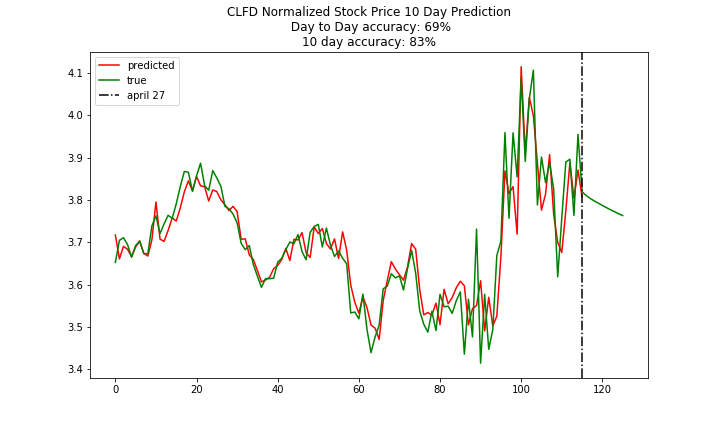 CLFD Normalized Stock Price 10 Day Prediction
Day to Day accuracy: 69%
10 day accuracy: 83%
predicted
true
april 27
4.1
4.0
3.9
3.8
3.7
3.6
3.5
3.4
0 20 40 60 80 100 120